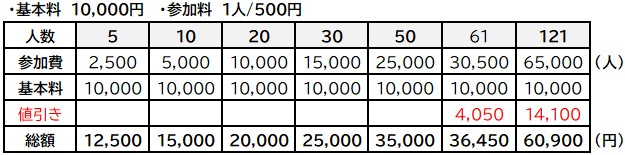 ・基本料 10,000円 ・参加料 1人/500円
人数 5 10 20 30 50 61 121
参加費 2,500 5,000 10,000 15,000 25,000 30,500 65,000 (人)
基本料 10,000 10,000 10,000 10,000 10,000 10,000 10,000
値引き 4,050 14,100
総額 12,500 15,000 20,000 25,000 35,000 36,450 60,900 (円)